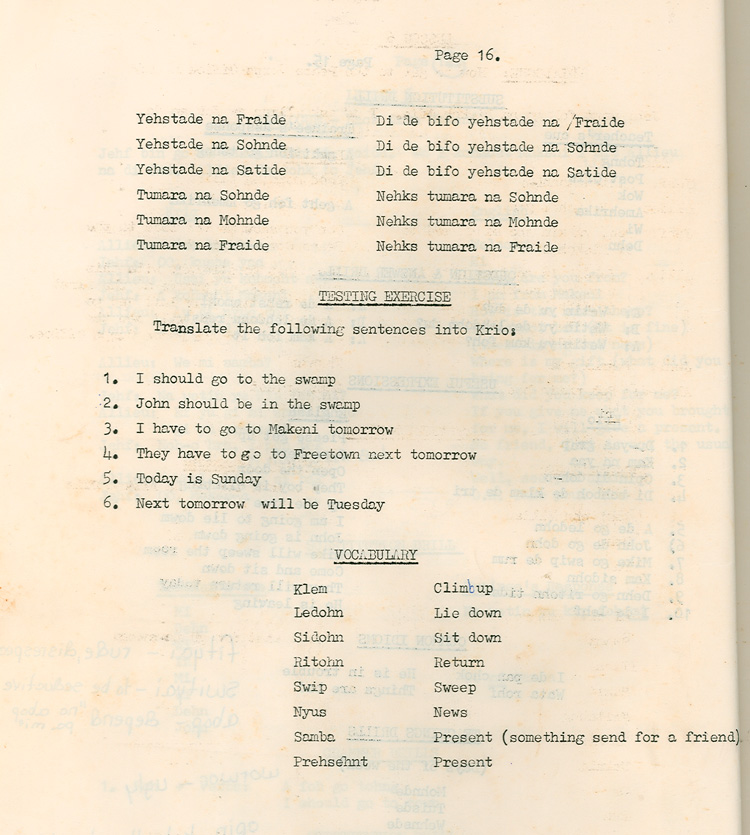 Page 16.
Yehstade na Fraide Di de bifo yehstade na /Fraide
Yehstade na Sohnde Di de bifo yehstade na Sohnde
Yehstade na Satide Di de bifo yehstade na Satide
Tumara na Sohnde Nehks tumara na Sohnde
Tumara na Mohnde Nehks tumara na Mohnde
Tumara na Fraide Nehks tumara na Fraide
TESTING EXERCISE
Translate the following sentences into Krio:
1. I should go to the swamp
2. John should be in the swamp
3. I have to go to Makeni tomorrow
4. They have to go to Freetown next tomorrow
5. Today is Sunday
6. Next tomorrow will be Tuesday
VOCABULARY
Klem Climbup
Ledohn Lie down
Sidohn Sit down
Ritohn Return
Swip Sweep
Nyus News
Samba Present (something send for a friend)
Prehsehnt Present